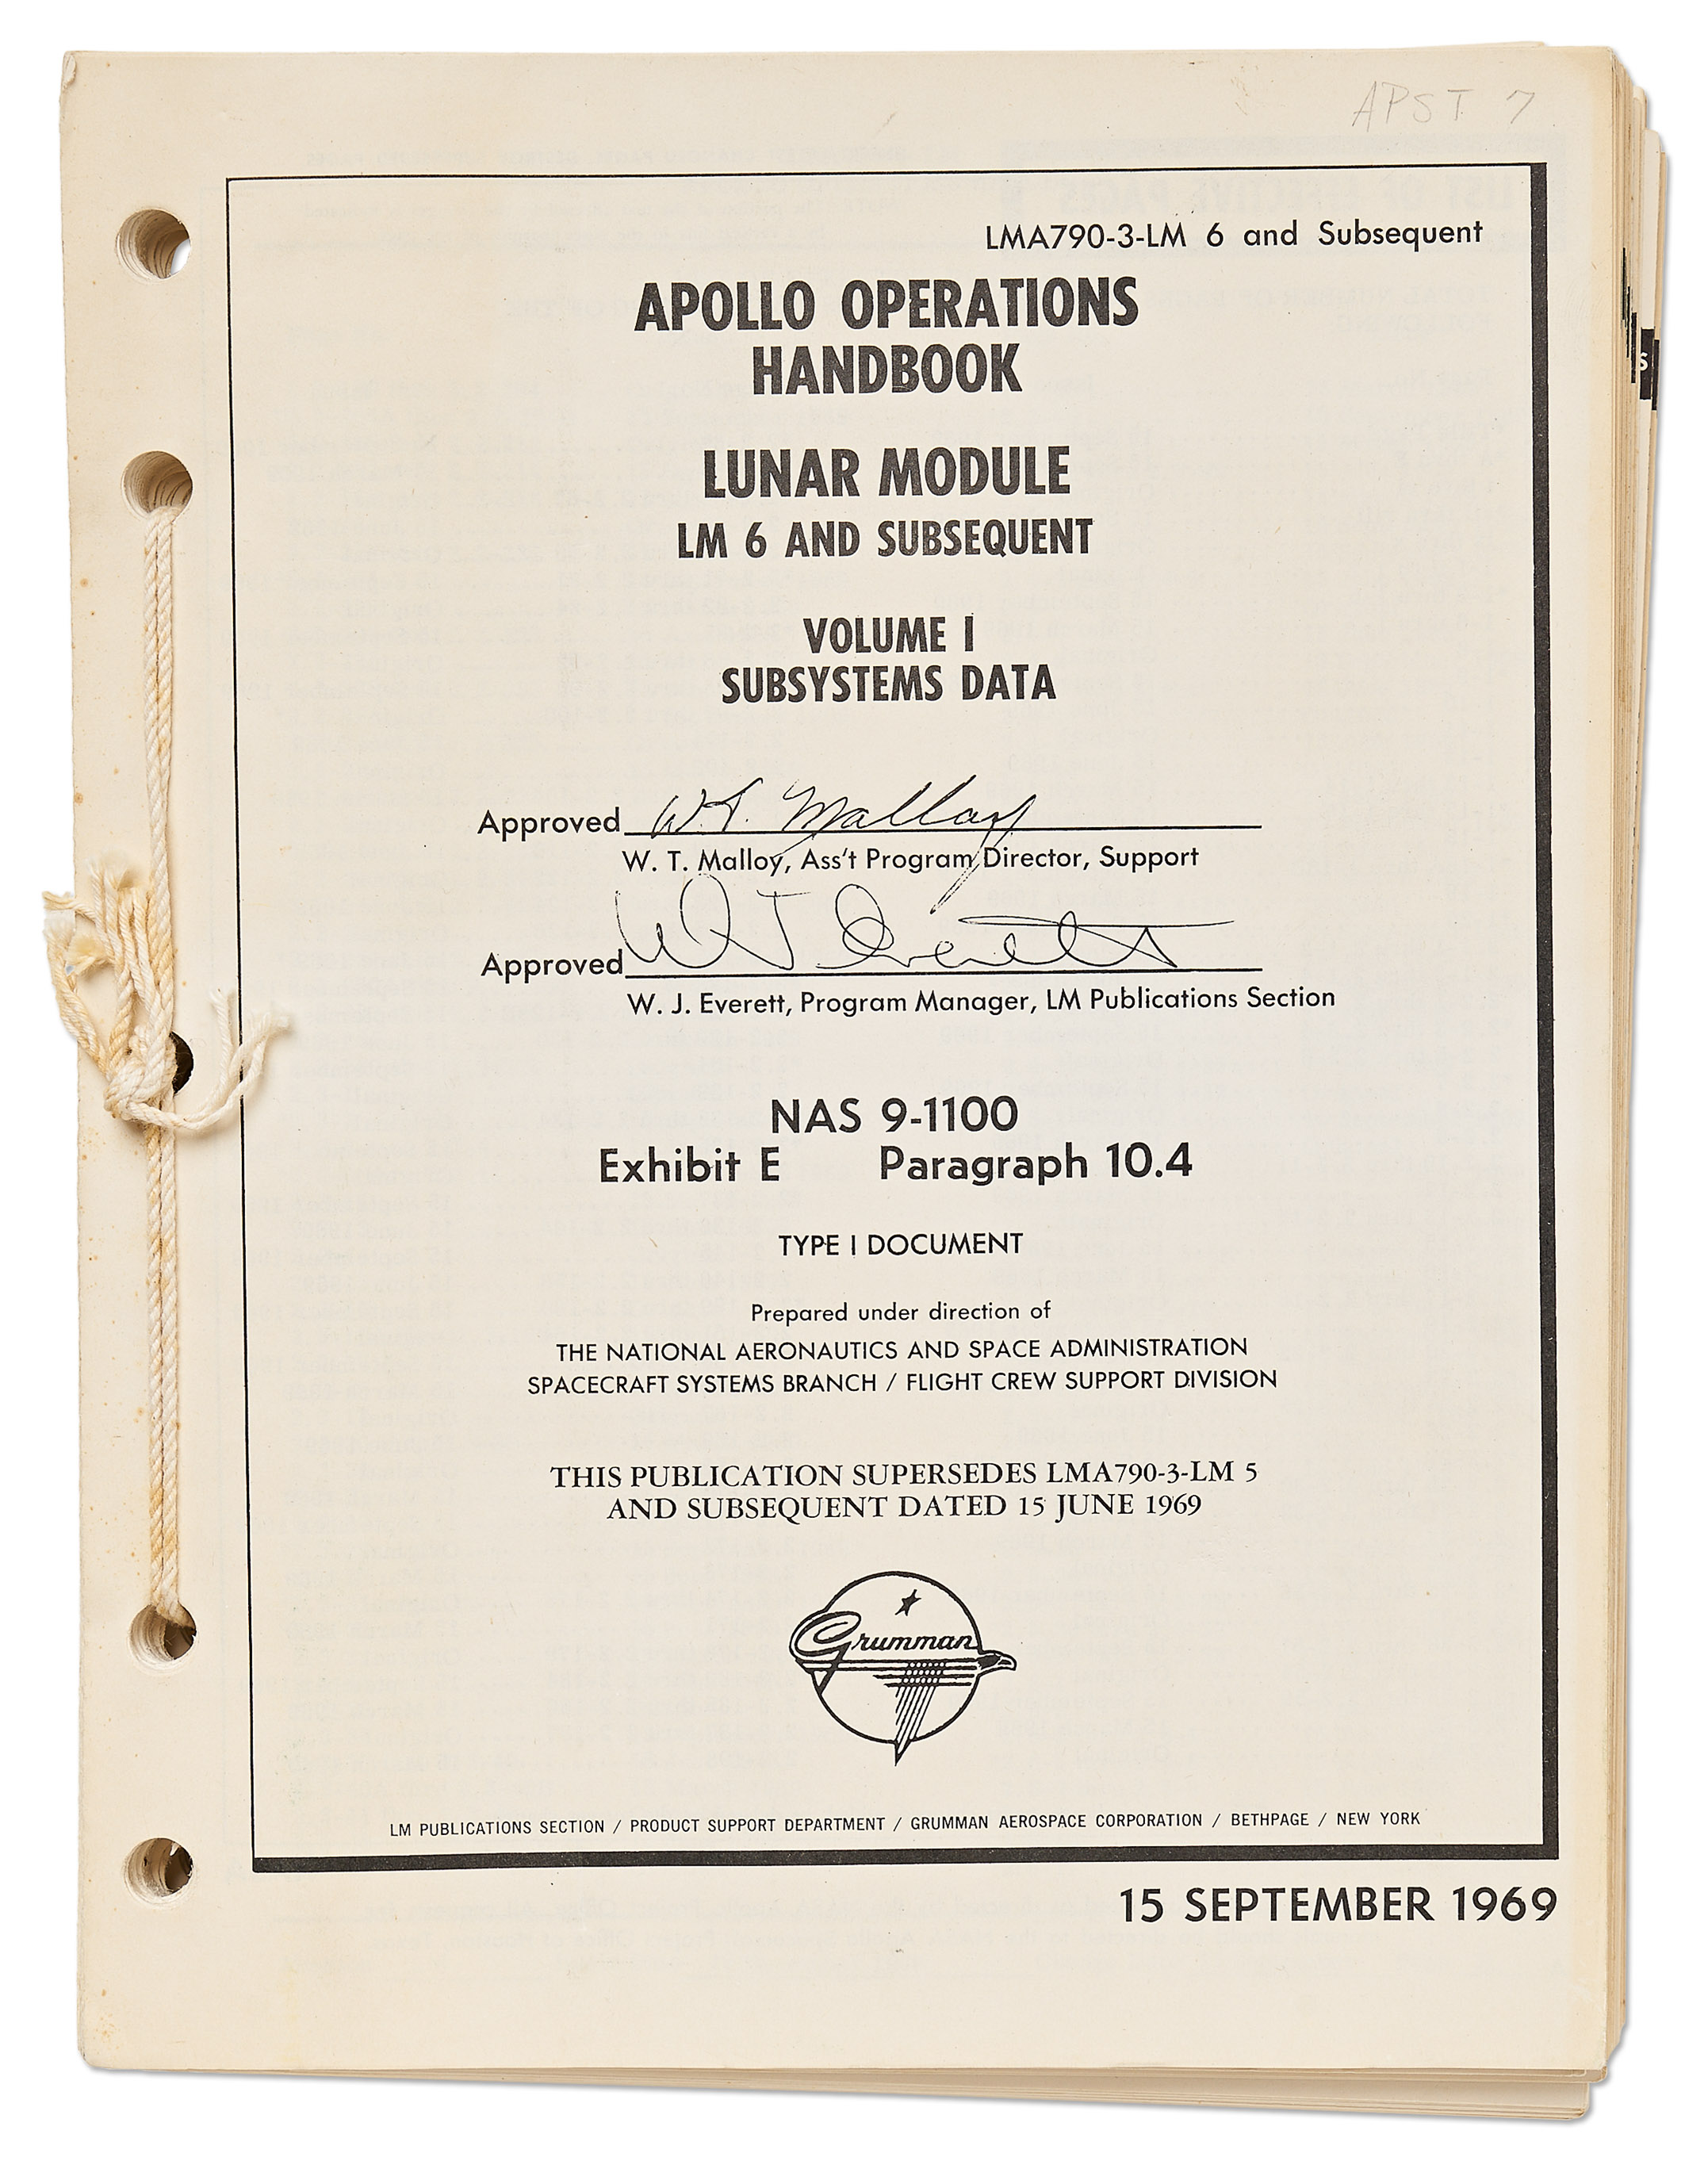 APST 7
LMA790-3-LM 6 and Subsequent
APOLLO OPERATIONS
HANDBOOK
LUNAR MODULE
LM 6 AND SUBSEQUENT
VOLUME I
SUBSYSTEMS DATA
Approved W. T. Malloy
W. T. Malloy, Ass't Program Director, Support
Approved W J Everett
W. J. Everett, Program Manager, LM Publications Section
NAS 9-1100
Exhibit E Paragraph 10.4
TYPE I DOCUMENT
Prepared under direction of
THE NATIONAL AERONAUTICS AND SPACE ADMINISTRATION
SPACECRAFT SYSTEMS BRANCH / FLIGHT CREW SUPPORT DIVISION
THIS PUBLICATION SUPERSEDES LMA790-3-LM 5
AND SUBSEQUENT DATED 15 JUNE 1969
Grumman
LM PUBLICATIONS SECTION / PRODUCT SUPPORT DEPARTMENT / GRUMMAN AEROSPACE CORPORATION / BETHPAGE / NEW YORK
15 SEPTEMBER 1969